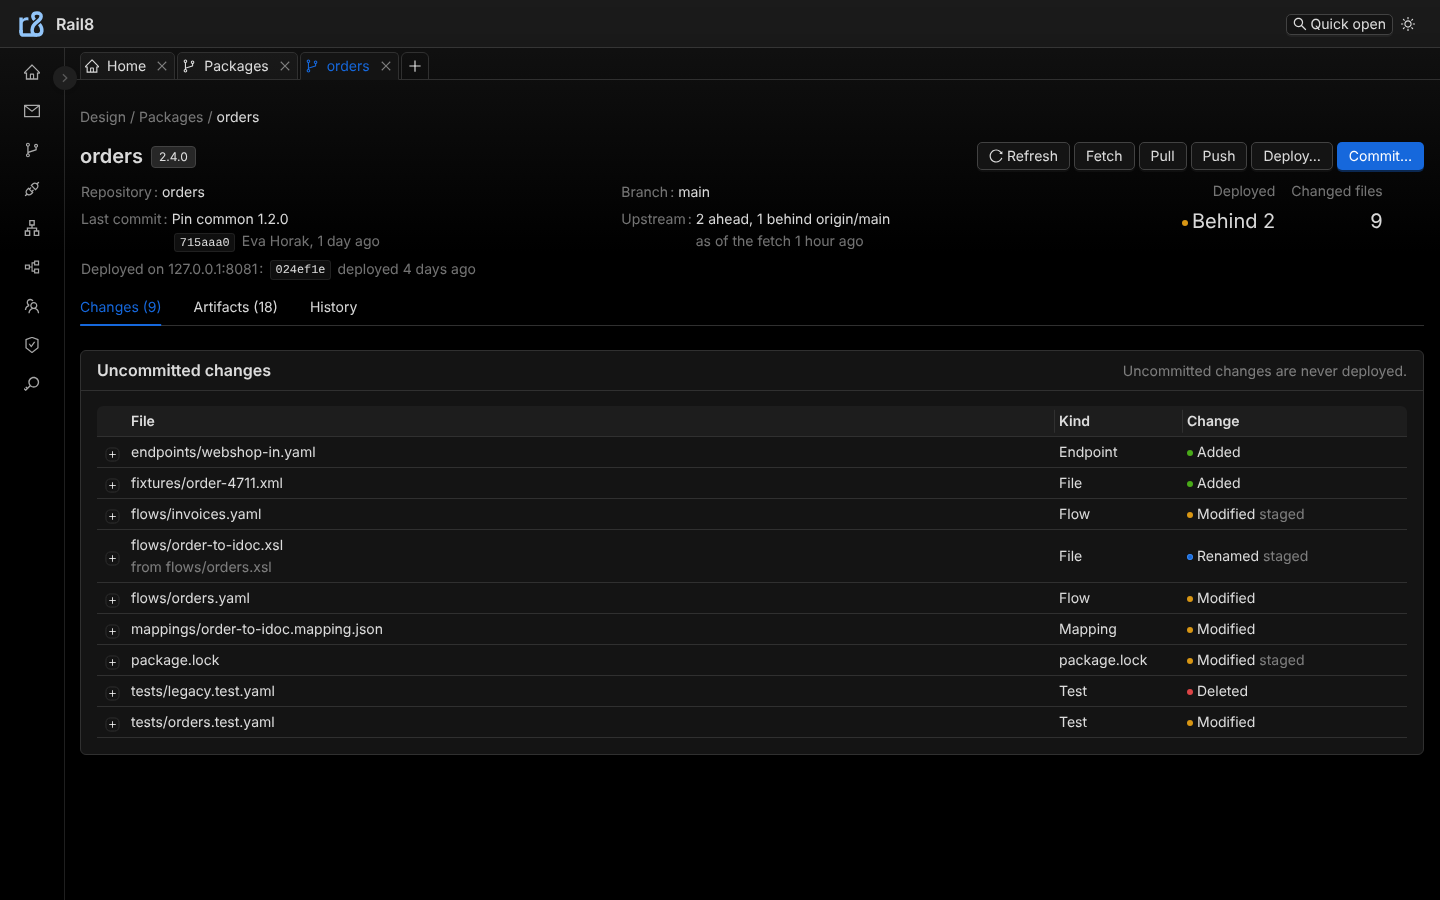 r8 Rail8
Quick open
Home
Packages
orders
Design / Packages / orders
orders 2.4.0
Refresh
Fetch
Pull
Push
Deploy...
Commit...
Repository: orders
Branch: main
Deployed
Changed files
Last commit: Pin common 1.2.0
Upstream: 2 ahead, 1 behind origin/main
Behind 2
9
715aaa0 Eva Horak, 1 day ago
as of the fetch 1 hour ago
Deployed on 127.0.0.1:8081: 024ef1e deployed 4 days ago
Changes (9)
Artifacts (18)
History
Uncommitted changes
Uncommitted changes are never deployed.
File Kind Change
endpoints/webshop-in.yaml Endpoint Added
fixtures/order-4711.xml File Added
flows/invoices.yaml Flow Modified staged
flows/order-to-idoc.xsl
from flows/orders.xsl File Renamed staged
flows/orders.yaml Flow Modified
mappings/order-to-idoc.mapping.json Mapping Modified
package.lock package.lock Modified staged
tests/legacy.test.yaml Test Deleted
tests/orders.test.yaml Test Modified